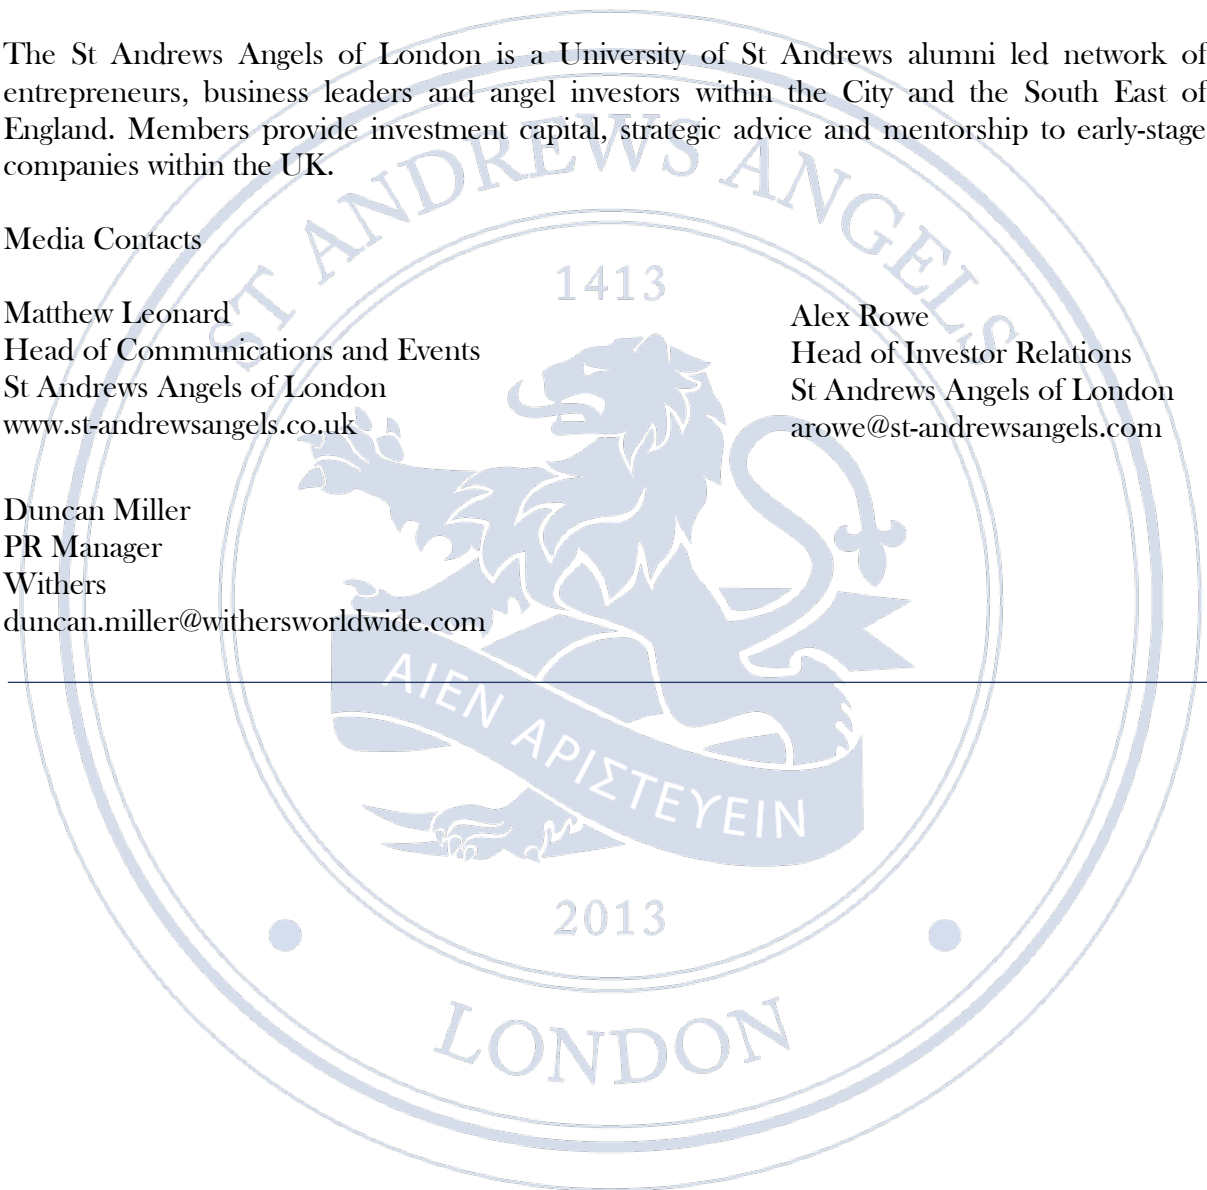 The St Andrews Angels of London is a University of St Andrews alumni led network of
entrepreneurs, business leaders and angel investors within the City and the South East of
England. Members provide investment capital, strategic advice and mentorship to early-stage
companies within the UK.
Media Contacts
Matthew Leonard
Head of Communications and Events
St Andrews Angels of London
www.st-andrewsangels.co.uk
Alex Rowe
Head of Investor Relations
St Andrews Angels of London
arowe@st-andrewsangels.com
Duncan Miller
PR Manager
Withers
duncan.miller@withersworldwide.com
ST ANDREWS ANGELS
1413
ΑΙΕΝ ΑΡΙΣΤΕΥΕΙΝ
2013
LONDON